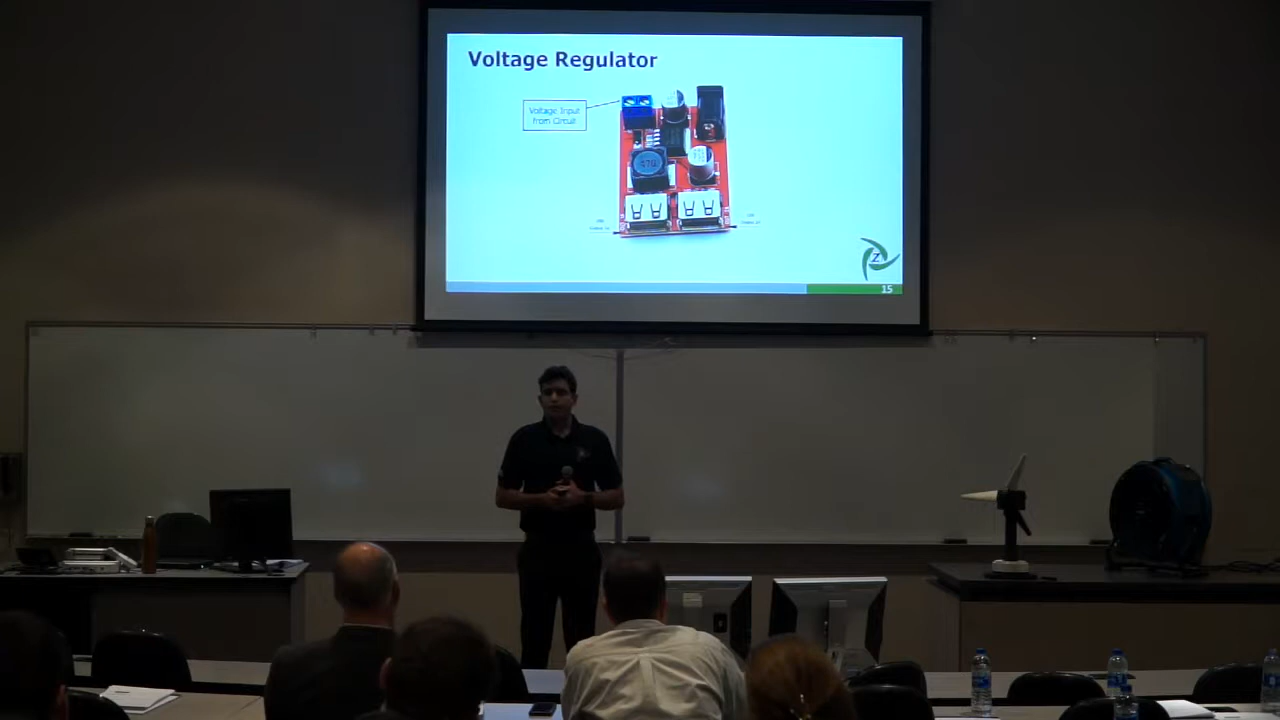 Voltage Regulator
Voltage Input
from Circuit
470
Z
15